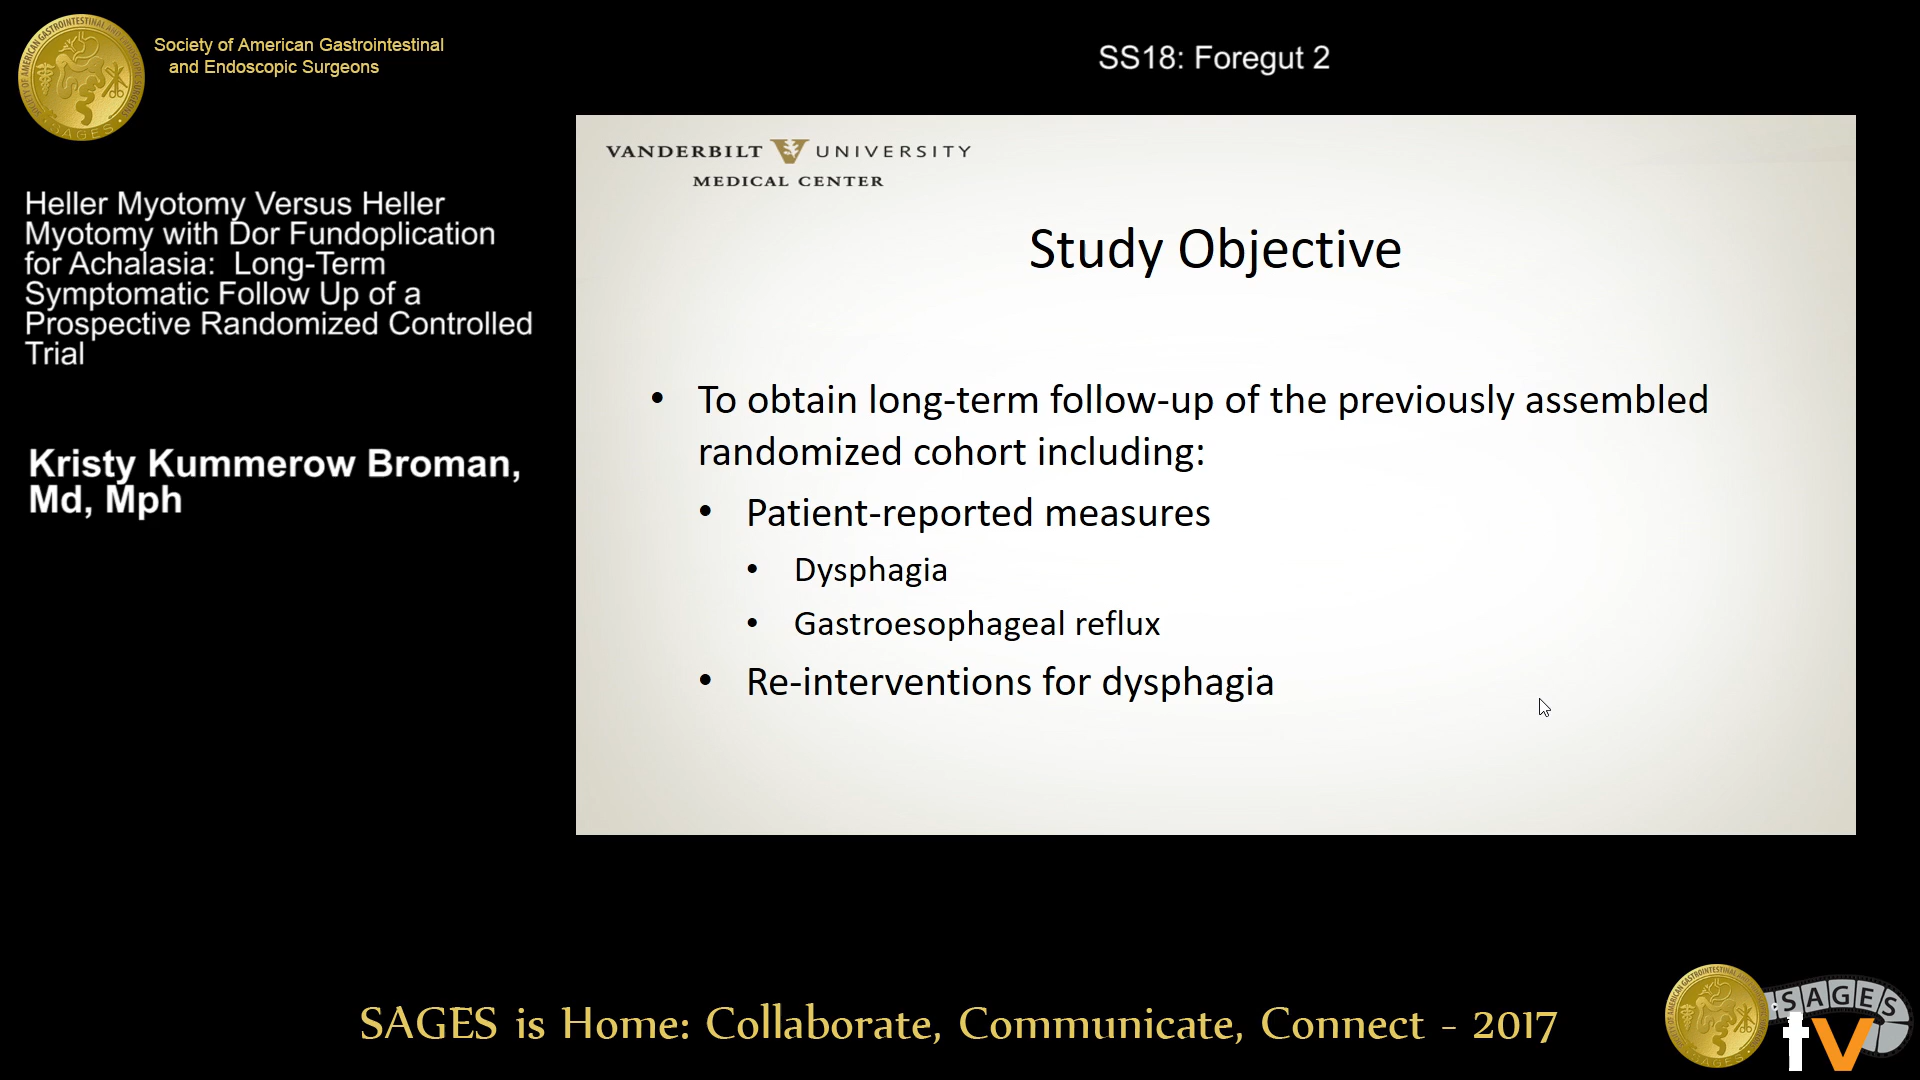 Society of American Gastrointestinal
and Endoscopic Surgeons
SS18: Foregut 2
Heller Myotomy Versus Heller
Myotomy with Dor Fundoplication
for Achalasia:  Long-Term
Symptomatic Follow Up of a
Prospective Randomized Controlled
Trial
Kristy Kummerow Broman,
Md, Mph
VANDERBILT V UNIVERSITY
MEDICAL CENTER
Study Objective
• To obtain long-term follow-up of the previously assembled
randomized cohort including:
• Patient-reported measures
• Dysphagia
• Gastroesophageal reflux
• Re-interventions for dysphagia
SAGES is Home: Collaborate, Communicate, Connect - 2017
SAGES
tV